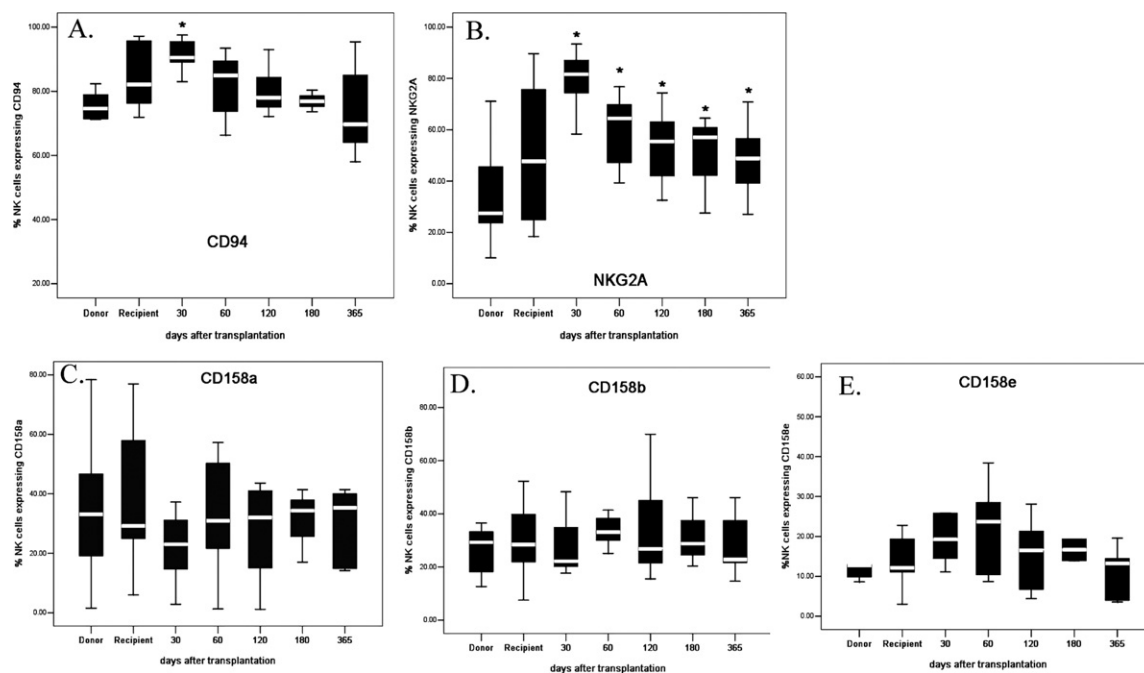 A.
*
100.00
80.00
60.00
40.00
20.00
% NK cells expressing CD94
CD94
Donor Recipient 30 60 120 180 365
days after transplantation
B.
* * * * *
100.00
80.00
60.00
40.00
20.00
0.00
% NK cells expressing NKG2A
NKG2A
Donor Recipient 30 60 120 180 365
days after transplantation
C.
CD158a
80.00
60.00
40.00
20.00
0.00
% NK cells expressing CD158a
Donor Recipient 30 60 120 180 365
days after transplantation
D.
CD158b
80.00
60.00
40.00
20.00
0.00
% NK cells expressing CD158b
Donor Recipient 30 60 120 180 365
days after transplantation
E.
CD158e
60.00
50.00
40.00
30.00
20.00
10.00
0.00
%NK cells expressing CD158e
Donor Recipient 30 60 120 180 365
days after transplantation